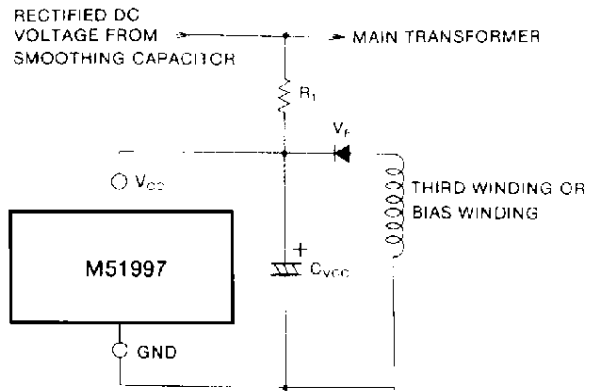 RECTIFIED DC
VOLTAGE FROM
SMOOTHING CAPACITOR
MAIN TRANSFORMER
R1
VF
VCC
THIRD WINDING OR
BIAS WINDING
M51997
+
CVCC
GND